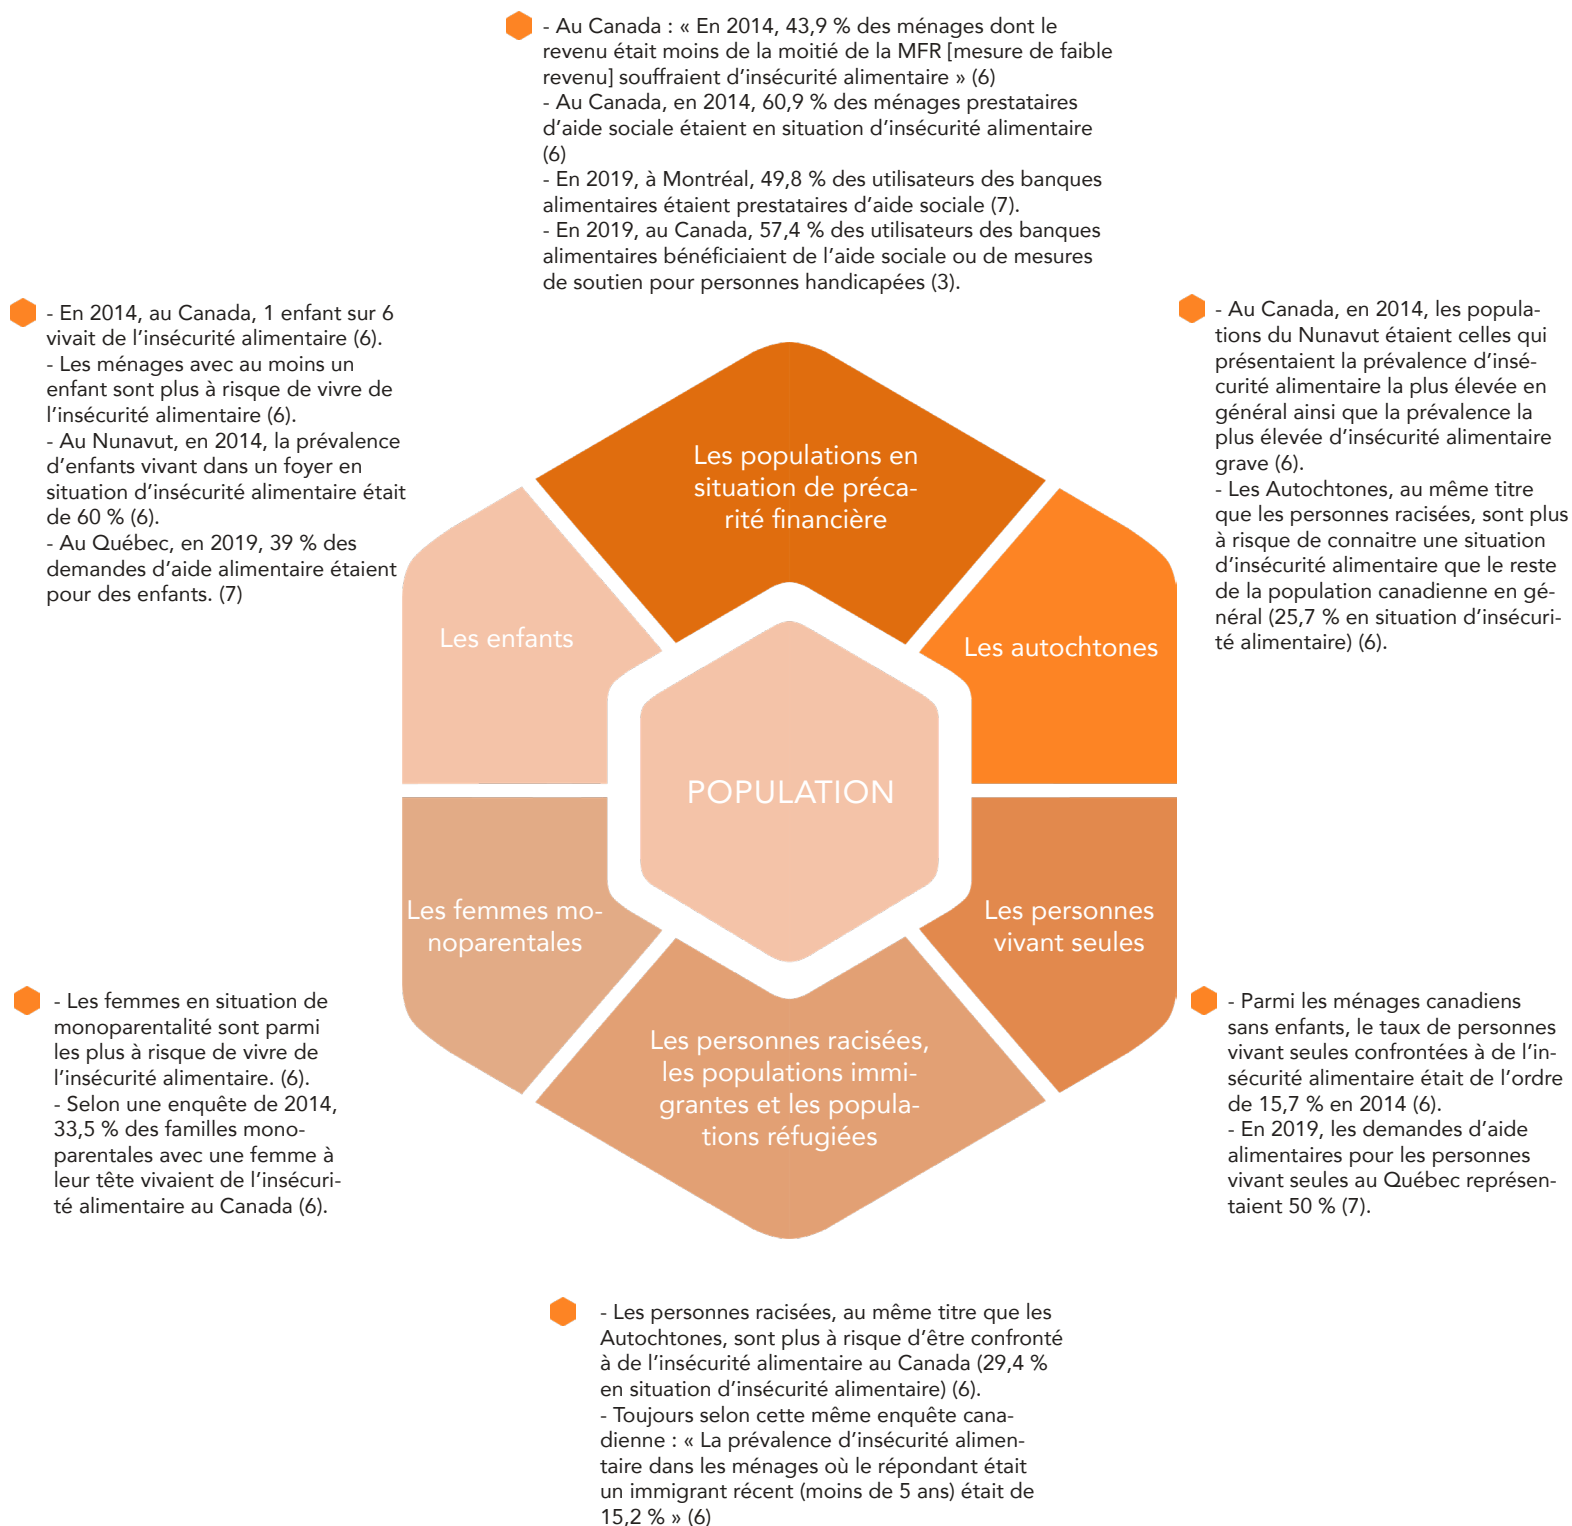 - Au Canada : « En 2014, 43,9 % des ménages dont le
revenu était moins de la moitié de la MFR [mesure de faible
revenu] souffraient d’insécurité alimentaire » (6)
- Au Canada, en 2014, 60,9 % des ménages prestataires
d’aide sociale étaient en situation d’insécurité alimentaire
(6)
- En 2019, à Montréal, 49,8 % des utilisateurs des banques
alimentaires étaient prestataires d’aide sociale (7).
- En 2019, au Canada, 57,4 % des utilisateurs des banques
alimentaires bénéficiaient de l’aide sociale ou de mesures
de soutien pour personnes handicapées (3).
- En 2014, au Canada, 1 enfant sur 6
vivait de l’insécurité alimentaire (6).
- Les ménages avec au moins un
enfant sont plus à risque de vivre de
l’insécurité alimentaire (6).
- Au Nunavut, en 2014, la prévalence
d’enfants vivant dans un foyer en
situation d’insécurité alimentaire était
de 60 % (6).
- Au Québec, en 2019, 39 % des
demandes d’aide alimentaire étaient
pour des enfants. (7)
- Au Canada, en 2014, les popula-
tions du Nunavut étaient celles qui
présentaient la prévalence d’insé-
curité alimentaire la plus élevée en
général ainsi que la prévalence la
plus élevée d’insécurité alimentaire
grave (6).
- Les Autochtones, au même titre
que les personnes racisées, sont plus
à risque de connaitre une situation
d’insécurité alimentaire que le reste
de la population canadienne en gé-
néral (25,7 % en situation d’insécuri-
té alimentaire) (6).
Les populations en
situation de préca-
rité financière
Les enfants
Les autochtones
POPULATION
Les femmes mo-
noparentales
Les personnes
vivant seules
Les personnes racisées,
les populations immi-
grantes et les popula-
tions réfugiées
- Les femmes en situation de
monoparentalité sont parmi
les plus à risque de vivre de
l’insécurité alimentaire. (6).
- Selon une enquête de 2014,
33,5 % des familles mono-
parentales avec une femme à
leur tête vivaient de l’insécuri-
té alimentaire au Canada (6).
- Parmi les ménages canadiens
sans enfants, le taux de personnes
vivant seules confrontées à de l’in-
sécurité alimentaire était de l’ordre
de 15,7 % en 2014 (6).
- En 2019, les demandes d’aide
alimentaires pour les personnes
vivant seules au Québec représen-
taient 50 % (7).
- Les personnes racisées, au même titre que les
Autochtones, sont plus à risque d’être confronté
à de l’insécurité alimentaire au Canada (29,4 %
en situation d’insécurité alimentaire) (6).
- Toujours selon cette même enquête cana-
dienne : « La prévalence d’insécurité alimen-
taire dans les ménages où le répondant était
un immigrant récent (moins de 5 ans) était de
15,2 % » (6)